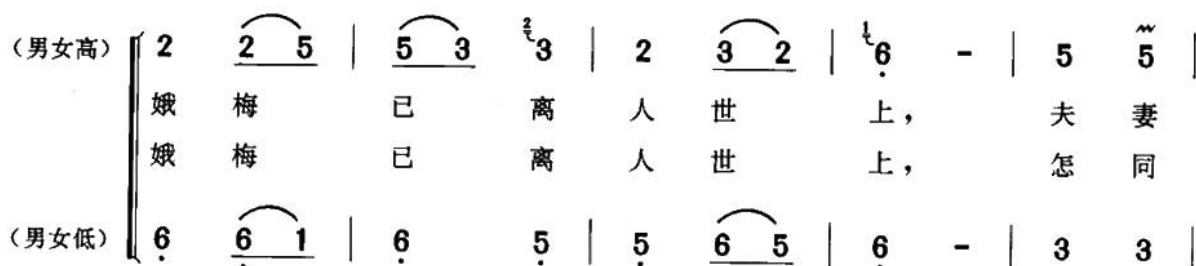 （男女高） 2 2 5 | 5 3 2 3 | 2 3 2 | 1 6 - | 5 5 |
娥 梅 已 离 人 世 上， 夫 妻
娥 梅 已 离 人 世 上， 怎 同
（男女低） 6 6 1 | 6 5 | 5 6 5 | 6 - | 3 3 |